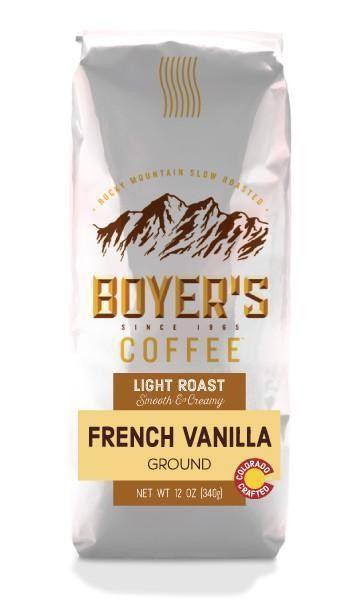 ROCKY MOUNTAIN SLOW ROASTED
BOYER'S
SINCE 1965
COFFEE
LIGHT ROAST
Smooth & Creamy
FRENCH VANILLA
GROUND
COLORADO
CRAFTED
NET WT 12 OZ (340g)